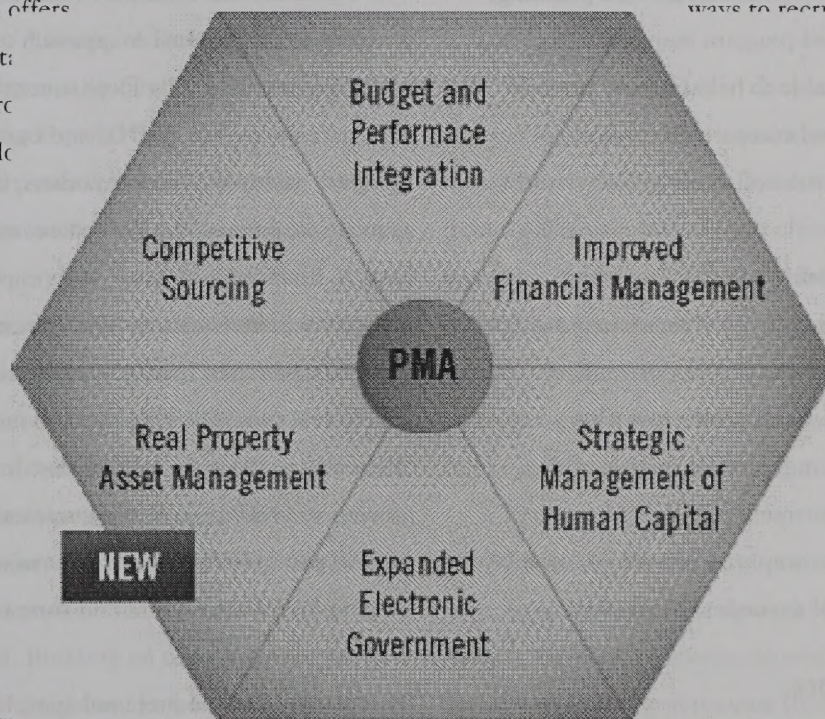 offers
ways to recr
Budget and
Performace
Integration
Competitive
Sourcing
Improved
Financial Management
PMA
Real Property
Asset Management
Strategic
Management of
Human Capital
NEW
Expanded
Electronic
Government